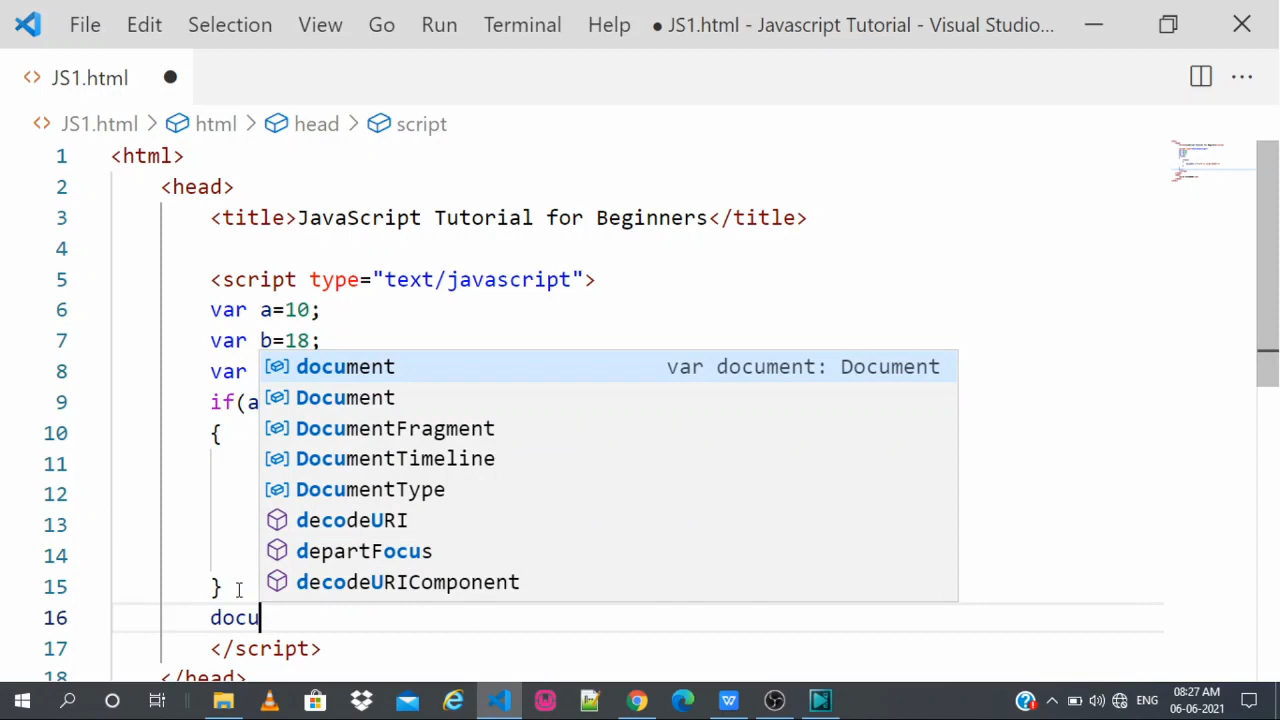 File Edit Selection View Go Run Terminal Help ● JS1.html - Javascript Tutorial - Visual Studio...
<> JS1.html ●
<> JS1.html > html > head > script
1 <html>
2 <head>
3 <title>JavaScript Tutorial for Beginners</title>
4
5 <script type="text/javascript">
6 var a=10;
7 var b=18;
8 var
document var document: Document
9 if(a
Document
10 {
DocumentFragment
11
DocumentTimeline
12
DocumentType
13
decodeURI
14
departFocus
15 }
decodeURIComponent
16 docu
17 </script>
18 </head>
ENG
08:27 AM
06-06-2021